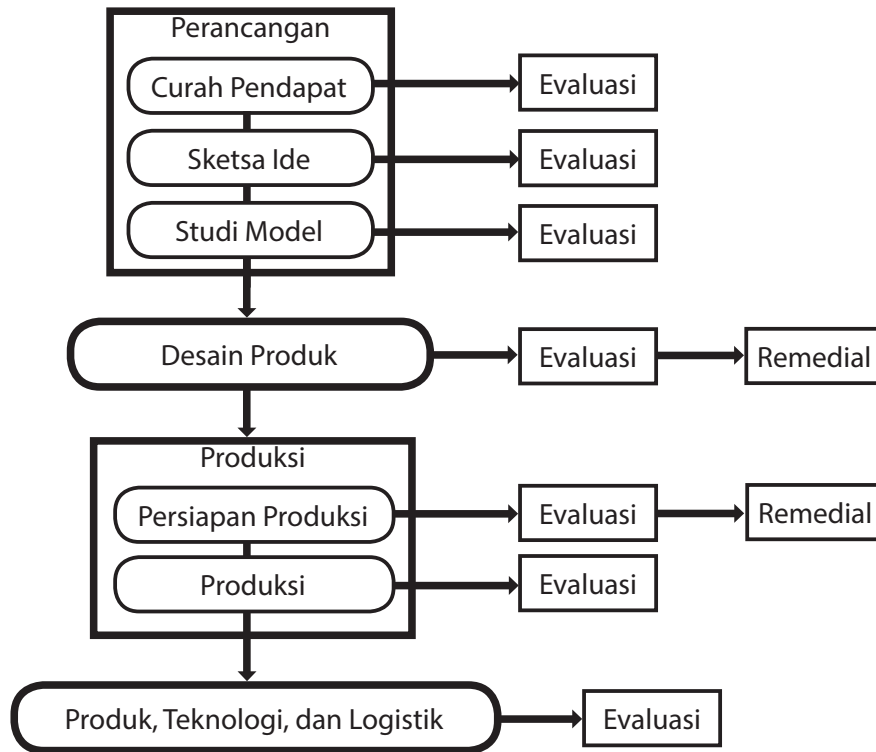 Perancangan
Curah Pendapat
Evaluasi
Sketsa Ide
Evaluasi
Studi Model
Evaluasi
Desain Produk
Evaluasi
Remedial
Produksi
Persiapan Produksi
Evaluasi
Remedial
Produksi
Evaluasi
Produk, Teknologi, dan Logistik
Evaluasi